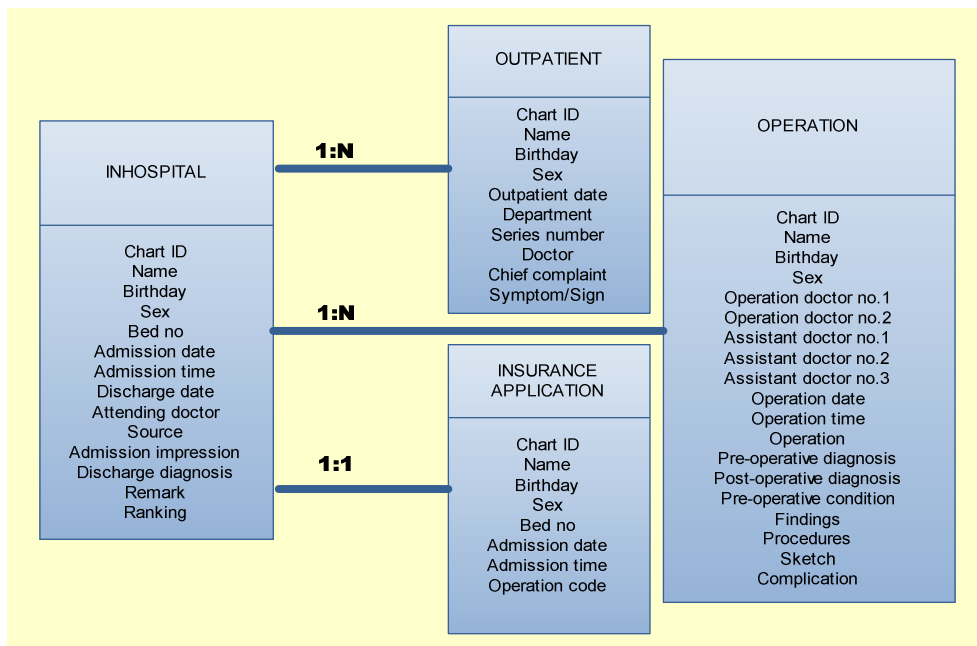 INHOSPITAL
Chart ID
Name
Birthday
Sex
Bed no
Admission date
Admission time
Discharge date
Attending doctor
Source
Admission impression
Discharge diagnosis
Remark
Ranking
1:N
1:N
1:1
OUTPATIENT
Chart ID
Name
Birthday
Sex
Outpatient date
Department
Series number
Doctor
Chief complaint
Symptom/Sign
INSURANCE
APPLICATION
Chart ID
Name
Birthday
Sex
Bed no
Admission date
Admission time
Operation code
OPERATION
Chart ID
Name
Birthday
Sex
Operation doctor no.1
Operation doctor no.2
Assistant doctor no.1
Assistant doctor no.2
Assistant doctor no.3
Operation date
Operation time
Operation
Pre-operative diagnosis
Post-operative diagnosis
Pre-operative condition
Findings
Procedures
Sketch
Complication